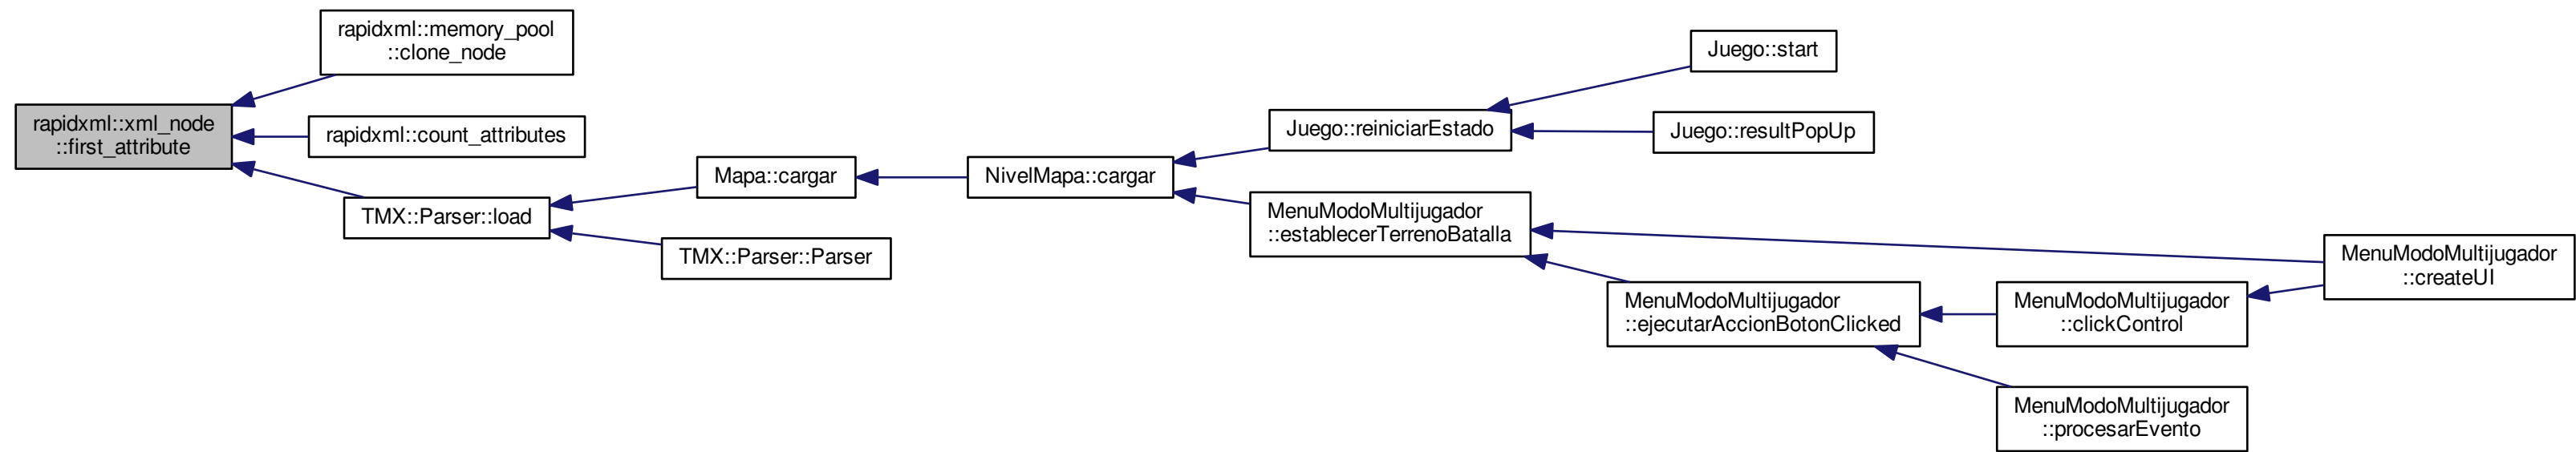 rapidxml::xml_node
::first_attribute
rapidxml::memory_pool
::clone_node
rapidxml::count_attributes
TMX::Parser::load
Mapa::cargar
TMX::Parser::Parser
NivelMapa::cargar
Juego::reiniciarEstado
MenuModoMultijugador
::establecerTerrenoBatalla
Juego::start
Juego::resultPopUp
MenuModoMultijugador
::ejecutarAccionBotonClicked
MenuModoMultijugador
::clickControl
MenuModoMultijugador
::procesarEvento
MenuModoMultijugador
::createUI